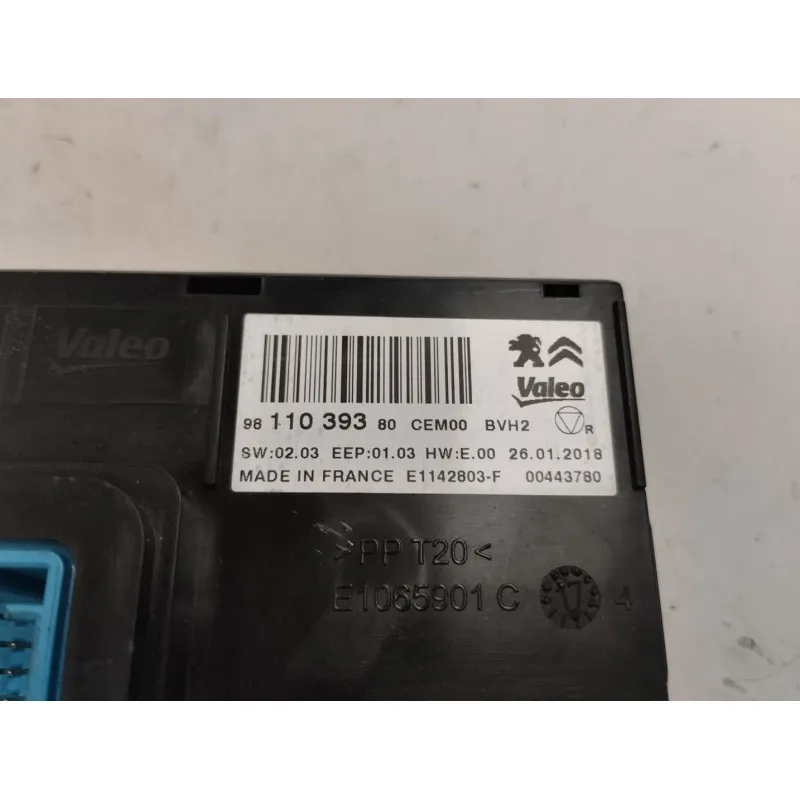 Valeo
Valeo
98 110 393 80 CEM00 BVH2 R
SW:02.03 EEP:01.03 HW:E.00 26.01.2018
MADE IN FRANCE E1142803-F 00443780
>PP T20<
E1065901 C 17 4